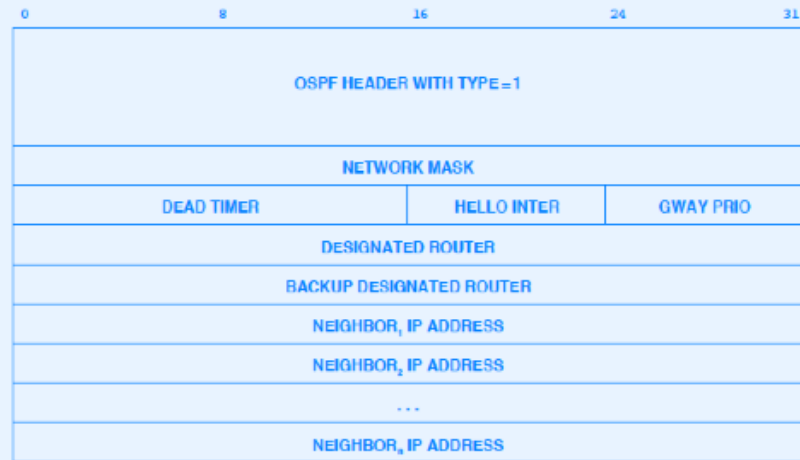 0 8 16 24 31
OSPF HEADER WITH TYPE=1
NETWORK MASK
DEAD TIMER HELLO INTER GWAY PRIO
DESIGNATED ROUTER
BACKUP DESIGNATED ROUTER
NEIGHBOR₁ IP ADDRESS
NEIGHBOR₂ IP ADDRESS
...
NEIGHBORₙ IP ADDRESS